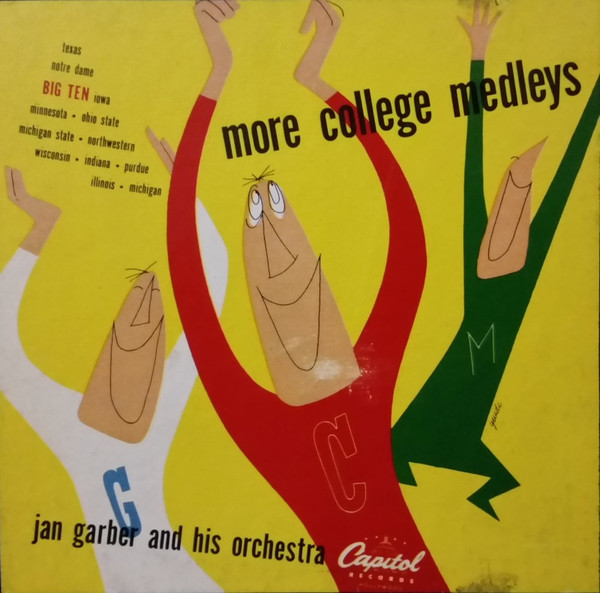 texas
notre dame
BIG TEN iowa
minnesota • ohio state
michigan state • northwestern
wisconsin • indiana • purdue
illinois • michigan
more college medleys
M
G
C
jan garber and his orchestra
Capitol
RECORDS